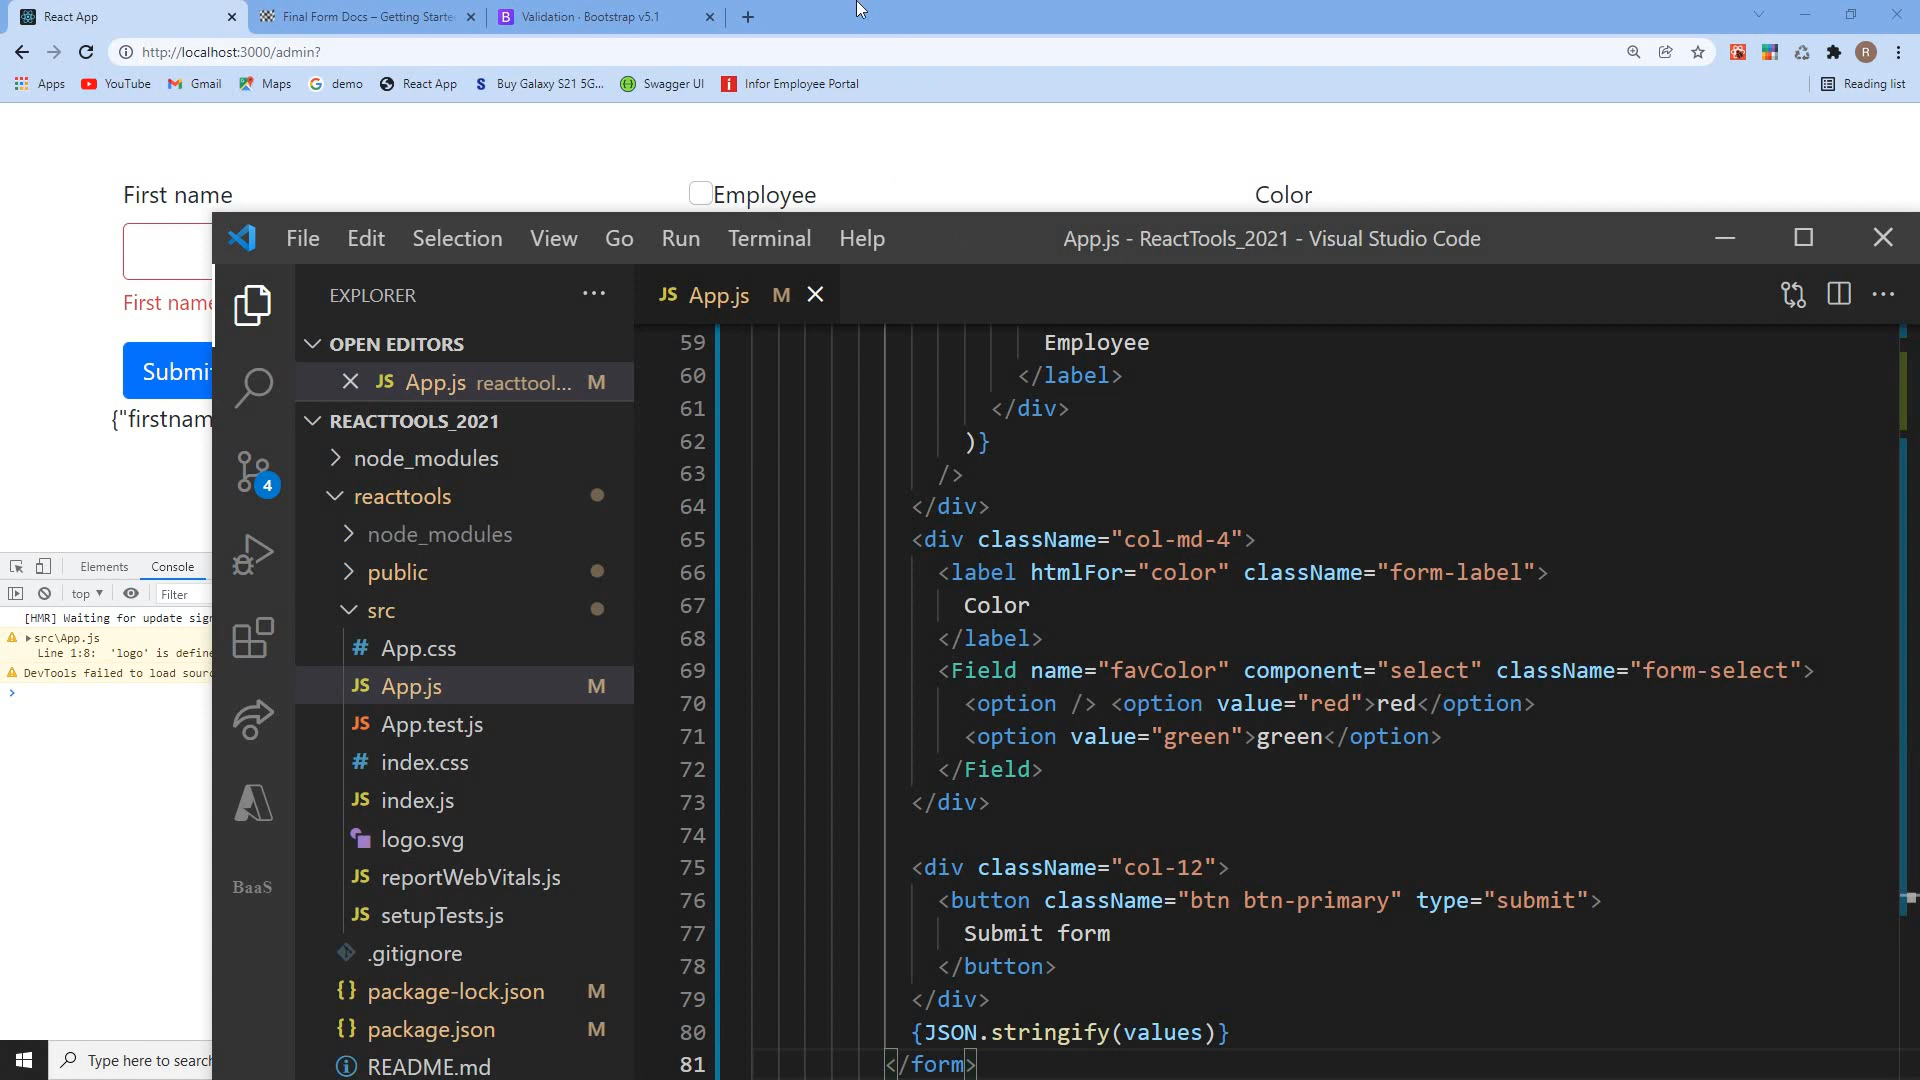 React App
Final Form Docs – Getting Starte
Validation · Bootstrap v5.1
http://localhost:3000/admin?
R
Apps
YouTube
Gmail
Maps
demo
React App
Buy Galaxy S21 5G...
Swagger UI
Infor Employee Portal
Reading list
First name
Employee
Color
File Edit Selection View Go Run Terminal Help
App.js - ReactTools_2021 - Visual Studio Code
First name
Submi
{"firstnam
EXPLORER
OPEN EDITORS
JS App.js reacttool... M
REACTTOOLS_2021
node_modules
reacttools
node_modules
public
src
# App.css
JS App.js M
JS App.test.js
# index.css
JS index.js
logo.svg
JS reportWebVitals.js
JS setupTests.js
.gitignore
{} package-lock.json M
{} package.json M
README.md
4
BaaS
JS App.js M
59 Employee
60 </label>
61 </div>
62 )}
63 />
64 </div>
65 <div className="col-md-4">
66 <label htmlFor="color" className="form-label">
67 Color
68 </label>
69 <Field name="favColor" component="select" className="form-select">
70 <option /> <option value="red">red</option>
71 <option value="green">green</option>
72 </Field>
73 </div>
74
75 <div className="col-12">
76 <button className="btn btn-primary" type="submit">
77 Submit form
78 </button>
79 </div>
80 {JSON.stringify(values)}
81 </form>
Elements Console
top Filter
[HMR] Waiting for update sign
src\App.js
Line 1:8: 'logo' is define
DevTools failed to load sourc
Type here to search